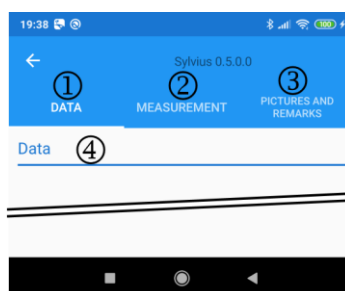 19:38 100
Sylvius 0.5.0.0
① ② ③
DATA MEASUREMENT PICTURES AND
REMARKS
Data ④